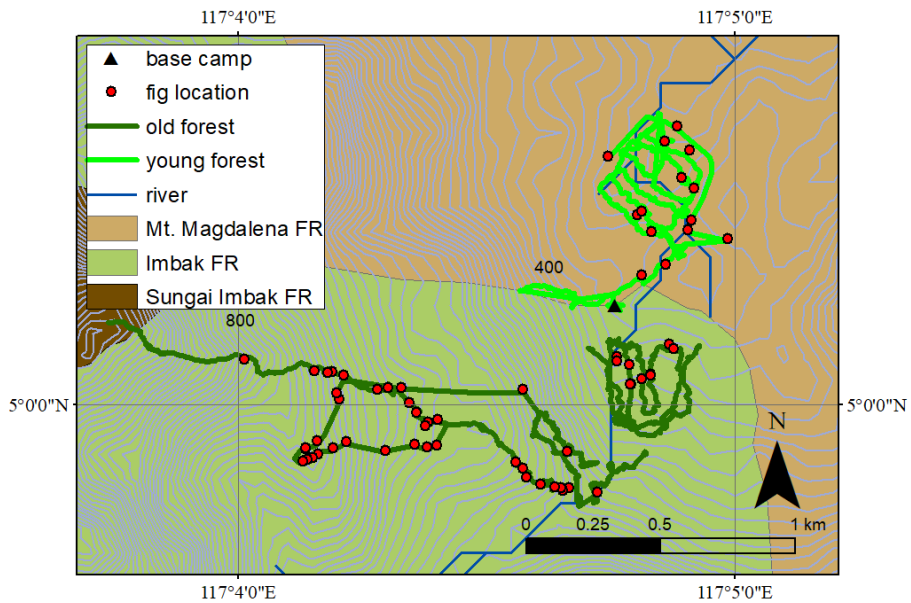 117°4'0"E
117°5'0"E
base camp
fig location
old forest
young forest
river
Mt. Magdalena FR
Imbak FR
Sungai Imbak FR
400
800
5°0'0"N
5°0'0"N
N
0 0.25 0.5 1 km
117°4'0"E
117°5'0"E